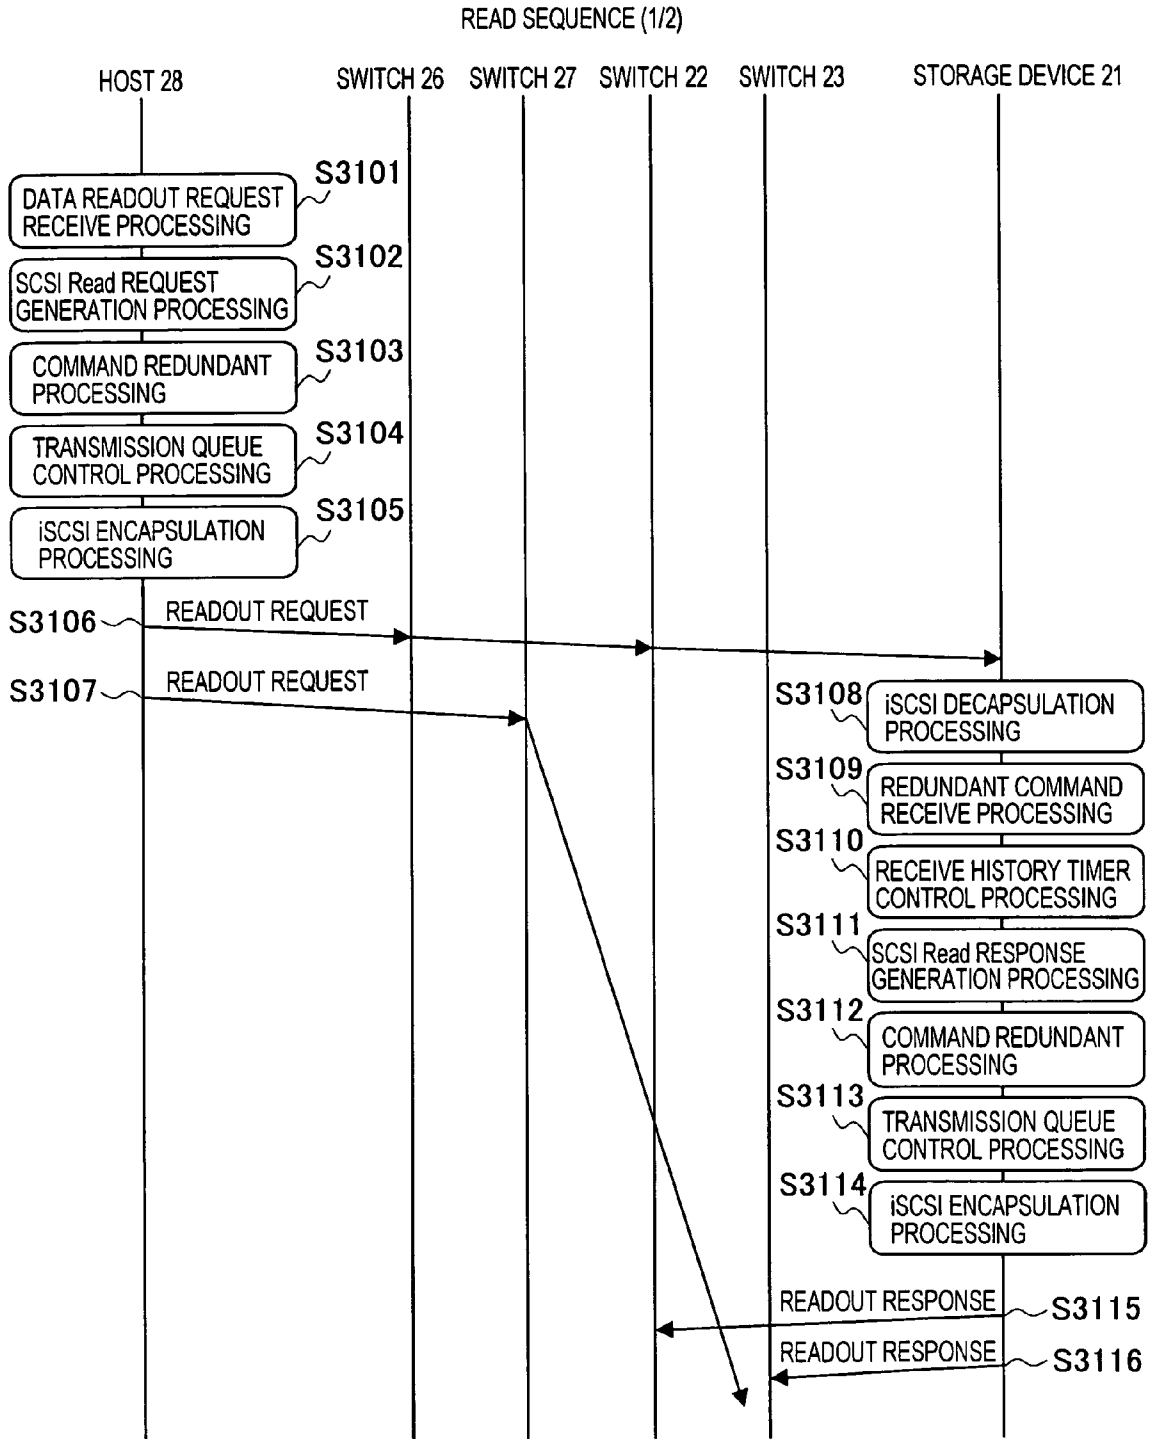 READ SEQUENCE (1/2)
HOST 28
SWITCH 26
SWITCH 27
SWITCH 22
SWITCH 23
STORAGE DEVICE 21
S3101
DATA READOUT REQUEST
RECEIVE PROCESSING
S3102
SCSI Read REQUEST
GENERATION PROCESSING
S3103
COMMAND REDUNDANT
PROCESSING
S3104
TRANSMISSION QUEUE
CONTROL PROCESSING
S3105
iSCSI ENCAPSULATION
PROCESSING
S3106
READOUT REQUEST
S3107
READOUT REQUEST
S3108
iSCSI DECAPSULATION
PROCESSING
S3109
REDUNDANT COMMAND
RECEIVE PROCESSING
S3110
RECEIVE HISTORY TIMER
CONTROL PROCESSING
S3111
SCSI Read RESPONSE
GENERATION PROCESSING
S3112
COMMAND REDUNDANT
PROCESSING
S3113
TRANSMISSION QUEUE
CONTROL PROCESSING
S3114
iSCSI ENCAPSULATION
PROCESSING
READOUT RESPONSE
S3115
READOUT RESPONSE
S3116